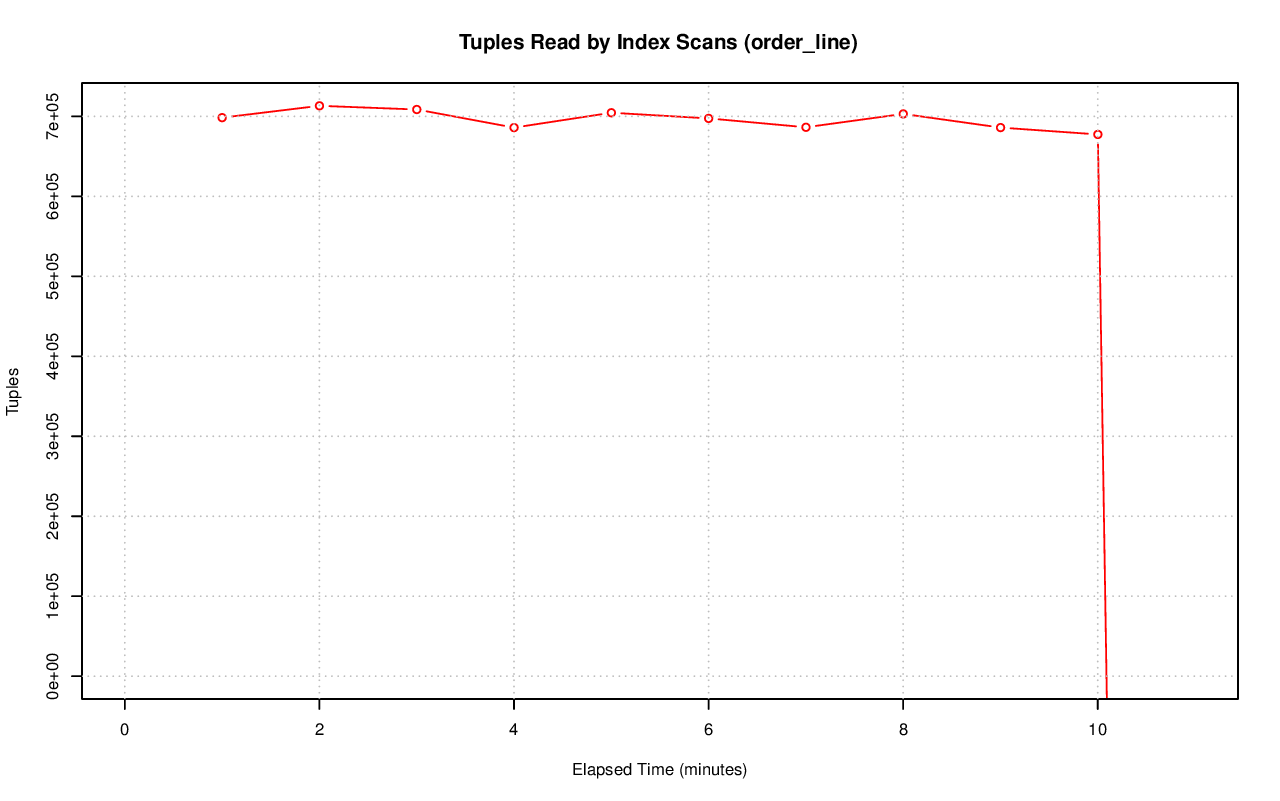 Tuples Read by Index Scans (order_line)
Tuples
7e+05
6e+05
5e+05
4e+05
3e+05
2e+05
1e+05
0e+00
0 2 4 6 8 10
Elapsed Time (minutes)